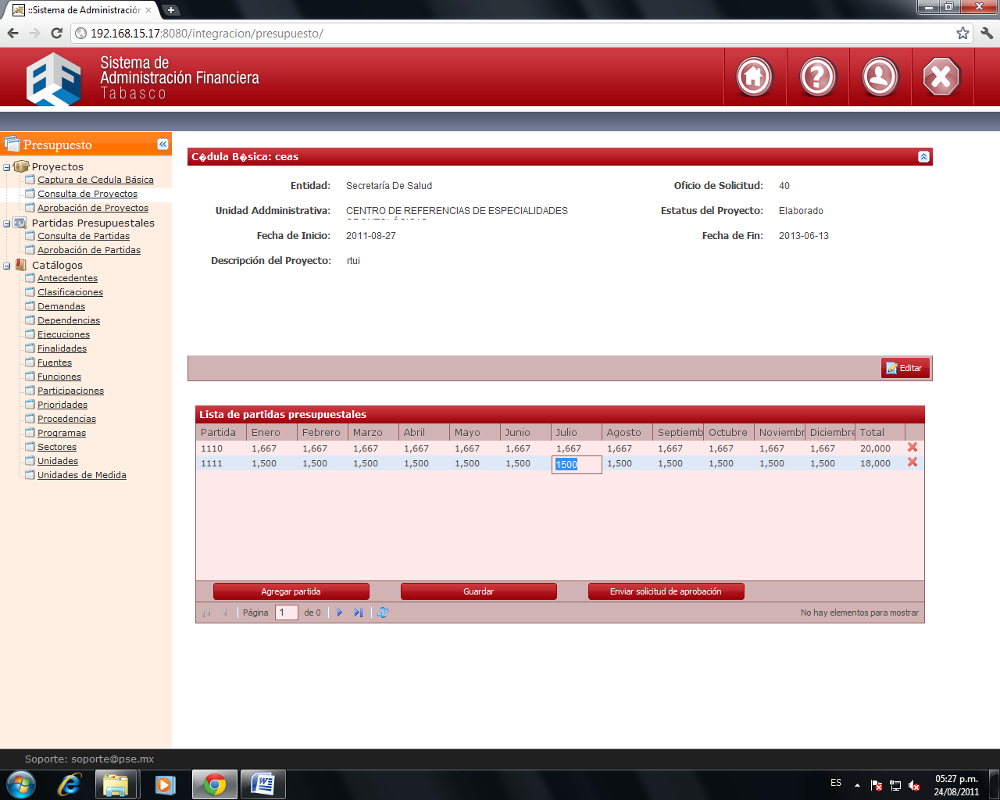 ::Sistema de Administración
192.168.15.17:8080/integracion/presupuesto/
Sistema de
Administración Financiera
Tabasco
Presupuesto
Proyectos
Captura de Cedula Básica
Consulta de Proyectos
Aprobación de Proyectos
Partidas Presupuestales
Consulta de Partidas
Aprobación de Partidas
Catálogos
Antecedentes
Clasificaciones
Demandas
Dependencias
Ejecuciones
Finalidades
Fuentes
Funciones
Participaciones
Prioridades
Procedencias
Programas
Sectores
Unidades
Unidades de Medida
C�dula B�sica: ceas
Entidad: Secretaría De Salud Oficio de Solicitud: 40
Unidad Addministrativa: CENTRO DE REFERENCIAS DE ESPECIALIDADES Estatus del Proyecto: Elaborado
Fecha de Inicio: 2011-08-27 Fecha de Fin: 2013-06-13
Descripción del Proyecto: rtui
Editar
Lista de partidas presupuestales
Partida Enero Febrero Marzo Abril Mayo Junio Julio Agosto Septiemb Octubre Noviembr Diciembre Total
1110 1,667 1,667 1,667 1,667 1,667 1,667 1,667 1,667 1,667 1,667 1,667 1,667 20,000
1111 1,500 1,500 1,500 1,500 1,500 1,500 1500 1,500 1,500 1,500 1,500 1,500 18,000
Agregar partida Guardar Enviar solicitud de aprobación
Página 1 de 0 No hay elementos para mostrar
Soporte: soporte@pse.mx
ES 05:27 p.m.
24/08/2011